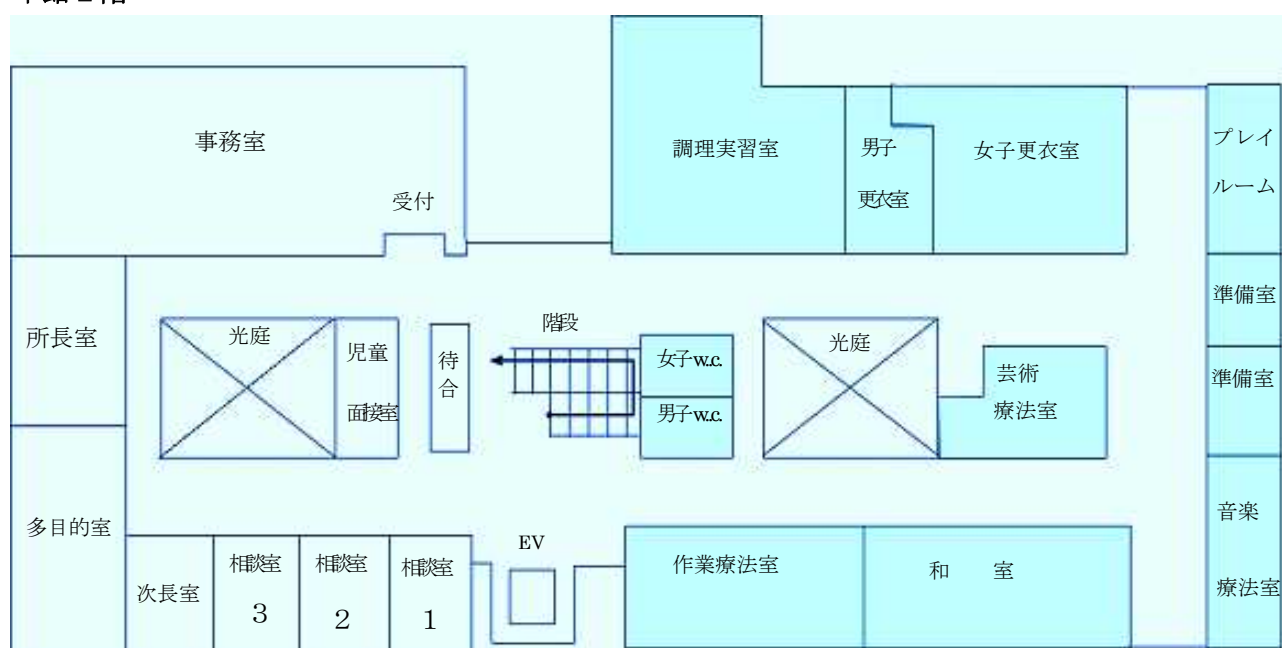 事務室
受付
調理実習室
男子
更衣室
女子更衣室
プレイ
ルーム
所長室
光庭
児童
面接室
待
合
階段
女子w.c.
男子w.c.
光庭
芸術
療法室
準備室
準備室
多目的室
次長室
相談室
3
相談室
2
相談室
1
EV
作業療法室
和 室
音楽
療法室